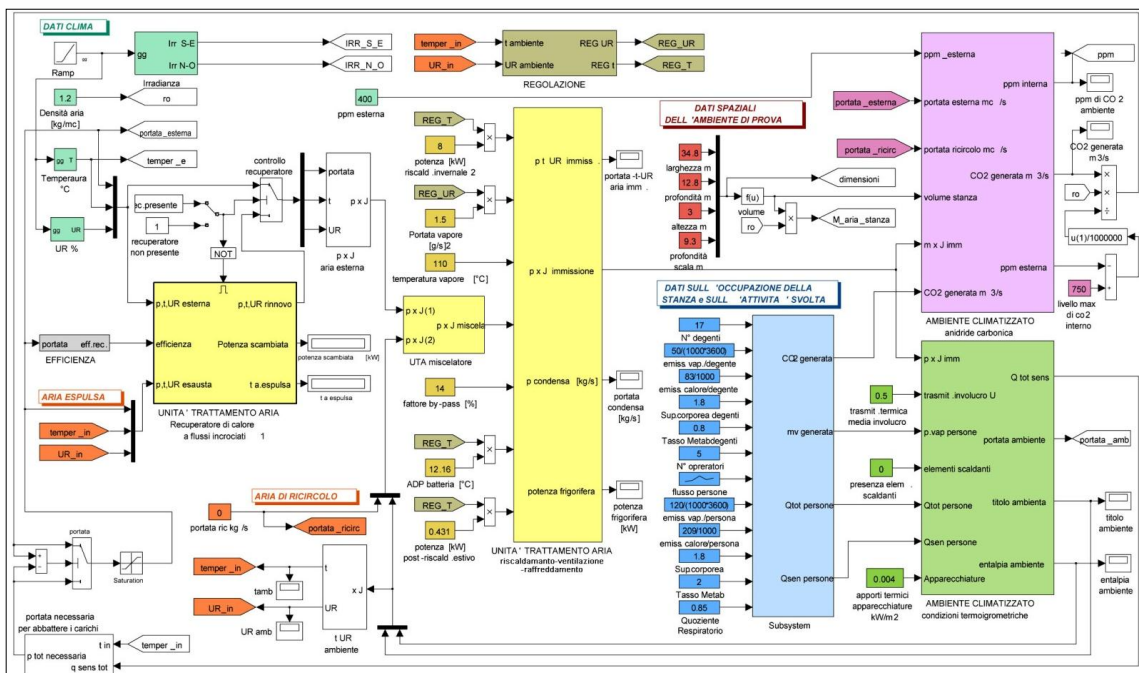 DATI CLIMA
Ramp
gg
Irr S-E
Irr N-O
Irradianza
IRR_S_E
IRR_N_O
1.2
Densità aria
[kg/mc]
ro
portata _esterna
gg T
temper _e
Temperaura
°C
gg UR
UR %
ec.presente
1
recuperatore
non presente
controllo
recuperatore
NOT
portata
t
UR
p x J
p x J
aria esterna
temper _in
UR_in
t ambiente
UR ambiente
REG UR
REG t
REGOLAZIONE
REG_UR
REG_T
400
ppm esterna
REG_T
8
potenza [kW]
riscald .invernale 2
REG_UR
1.5
Portata vapore
[g/s]2
110
temperatura vapore [°C]
p x J(1)
p x J(2)
p x J miscela
UTA miscelatore
14
fattore by-pass [%]
REG_T
12.16
ADP batteria [°C]
REG_T
0.431
potenza [kW]
post -riscald .estivo
p t UR immiss .
p x J immissione
p condensa [kg/s]
potenza frigorifera
UNITA' TRATTAMENTO ARIA
riscaldamanto-ventilazione
-raffreddamento
portata -t-UR
aria imm .
portata
condensa
[kg/s]
potenza
frigorifera
[kW]
p,t,UR esterna
efficienza
p,t,UR esausta
p,t,UR rinnovo
Potenza scambiata
t a.espulsa
UNITA' TRATTAMENTO ARIA
Recuperatore di calore
a flussi incrociati 1
potenza scambiata [kW]
t a espulsa
portata eff.rec.
EFFICIENZA
ARIA ESPULSA
temper _in
UR_in
ARIA DI RICIRCOLO
0
portata ric kg /s
portata _ricirc
temper _in
tamb
UR_in
UR amb
t
UR
x J
t UR
ambiente
portata
Saturation
portata necessaria
per abbattere i carichi
t in
p tot necessaria
q sens tot
temper _in
DATI SPAZIALI
DELL 'AMBIENTE DI PROVA
34.8
larghezza m
12.8
profondità m
3
altezza m
9.3
profondità
scala m
f(u)
volume
ro
dimensioni
M_aria_stanza
DATI SULL 'OCCUPAZIONE DELLA
STANZA e SULL 'ATTIVITA ' SVOLTA
17
N° degenti
50/(1000*3600)
emiss. vap./degente
83/1000
emiss. calore/degente
1.8
Sup.corporea degenti
0.8
Tasso Metabdegenti
5
N° opreratori
flusso persone
120/(1000*3600)
emiss. vap./persona
209/1000
emiss. calore/persona
1.8
Sup.corporea
2
Tasso Metab
0.85
Quoziente
Respiratorio
CO2 generata
mv generata
Qtot persone
Qsen persone
Subsystem
portata _esterna
portata _ricirc
ppm _esterna
ppm interna
portata esterna mc /s
portata ricircolo mc /s
CO2 generata m 3/s
volume stanza
m x J imm
ppm esterna
CO2 generata m 3/s
AMBIENTE CLIMATIZZATO
anidride carbonica
ppm
ppm di CO 2
ambiente
CO2 generata
m 3/s
ro
u(1)/1000000
750
livello max
di co2
interno
p x J imm
Q tot sens
trasmit .involucro U
portata ambiente
p.vap persone
elementi scaldanti
titolo ambienta
Qtot persone
Qsen persone
entalpia ambiente
Apparecchiature
AMBIENTE CLIMATIZZATO
condizioni termoigrometriche
0.5
trasmit .termica
media involucro
0
presenza elem .
scaldanti
0.004
apporti termici
apparecchiature
kW/m2
portata _amb
titolo
ambiente
entalpia
ambiente